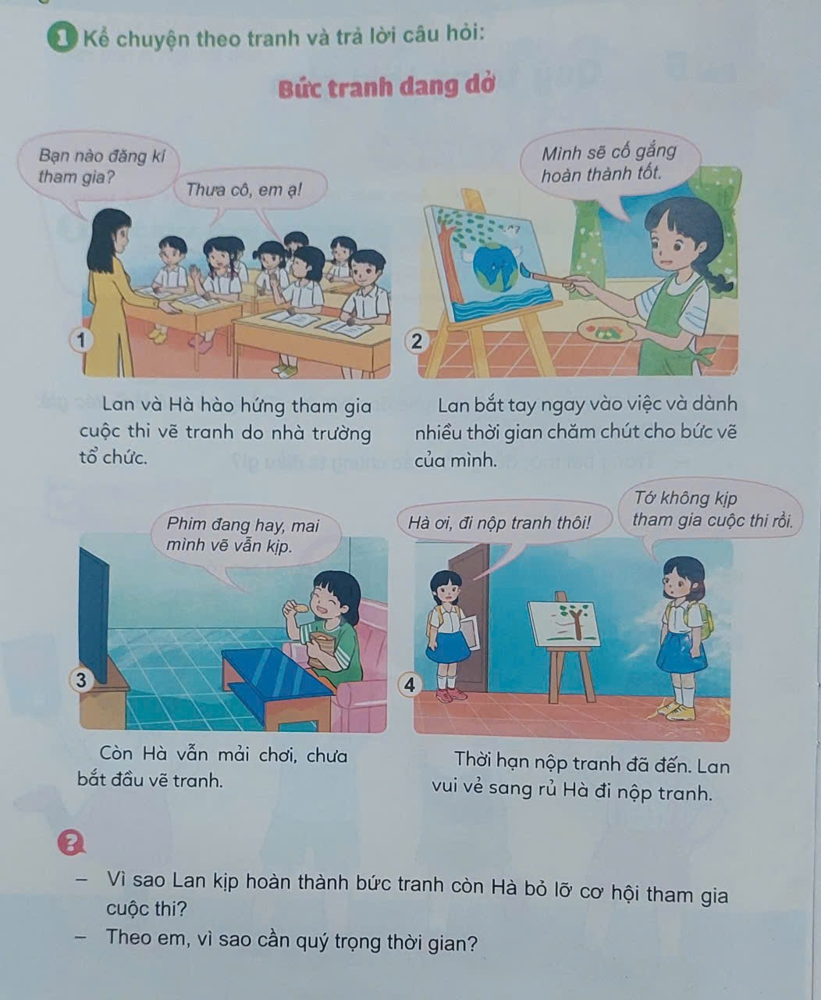 1 Kể chuyện theo tranh và trả lời câu hỏi:
Bức tranh dang dở
Bạn nào đăng kí
tham gia?
Thưa cô, em ạ!
1
Lan và Hà hào hứng tham gia
cuộc thi vẽ tranh do nhà trường
tổ chức.
Mình sẽ cố gắng
hoàn thành tốt.
2
Lan bắt tay ngay vào việc và dành
nhiều thời gian chăm chút cho bức vẽ
của mình.
Phim đang hay, mai
mình vẽ vẫn kịp.
3
Còn Hà vẫn mải chơi, chưa
bắt đầu vẽ tranh.
Hà ơi, đi nộp tranh thôi!
Tớ không kịp
tham gia cuộc thi rồi.
4
Thời hạn nộp tranh đã đến. Lan
vui vẻ sang rủ Hà đi nộp tranh.
?
– Vì sao Lan kịp hoàn thành bức tranh còn Hà bỏ lỡ cơ hội tham gia
cuộc thi?
– Theo em, vì sao cần quý trọng thời gian?